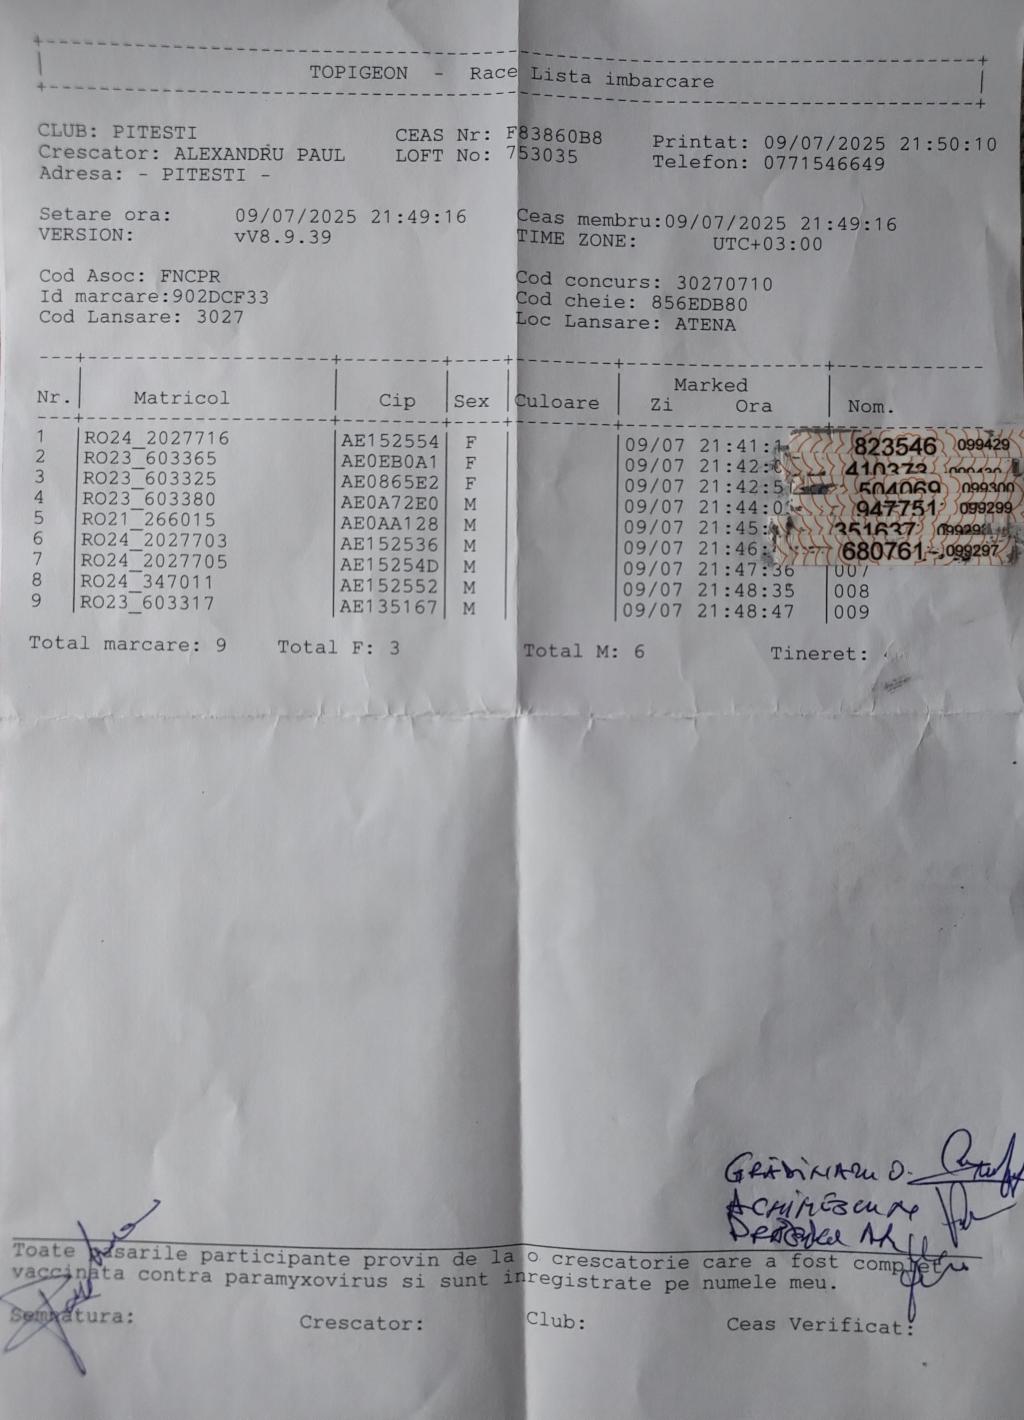 TOPIGEON - Race Lista imbarcare
CLUB: PITESTI CEAS Nr: F83860B8 Printat: 09/07/2025 21:50:10
Crescator: ALEXANDRU PAUL LOFT No: 753035 Telefon: 0771546649
Adresa: - PITESTI -
Setare ora: 09/07/2025 21:49:16 Ceas membru:09/07/2025 21:49:16
VERSION: vV8.9.39 TIME ZONE: UTC+03:00
Cod Asoc: FNCPR Cod concurs: 30270710
Id marcare:902DCF33 Cod cheie: 856EDB80
Cod Lansare: 3027 Loc Lansare: ATENA
Marked
Nr. Matricol Cip Sex Culoare Zi Ora Nom.
1 RO24_2027716 AE152554 F 09/07 21:41: 823546 099429
2 RO23_603365 AE0EB0A1 F 09/07 21:42: 410373
3 RO23_603325 AE0865E2 F 09/07 21:42:5 504069 099300
4 RO23_603380 AE0A72E0 M 09/07 21:44:0 947751 099299
5 RO21_266015 AE0AA128 M 09/07 21:45: 351637 099298
6 RO24_2027703 AE152536 M 09/07 21:46: 680761 099297
7 RO24_2027705 AE15254D M 09/07 21:47:36 007
8 RO24_347011 AE152552 M 09/07 21:48:35 008
9 RO23_603317 AE135167 M 09/07 21:48:47 009
Total marcare: 9 Total F: 3 Total M: 6 Tineret:
GRĂDINARU D.
ACHIMESCU
Toate pasarile participante provin de la o crescatorie care a fost complet
vaccinata contra paramyxovirus si sunt inregistrate pe numele meu.
Semnatura: Crescator: Club: Ceas Verificat: